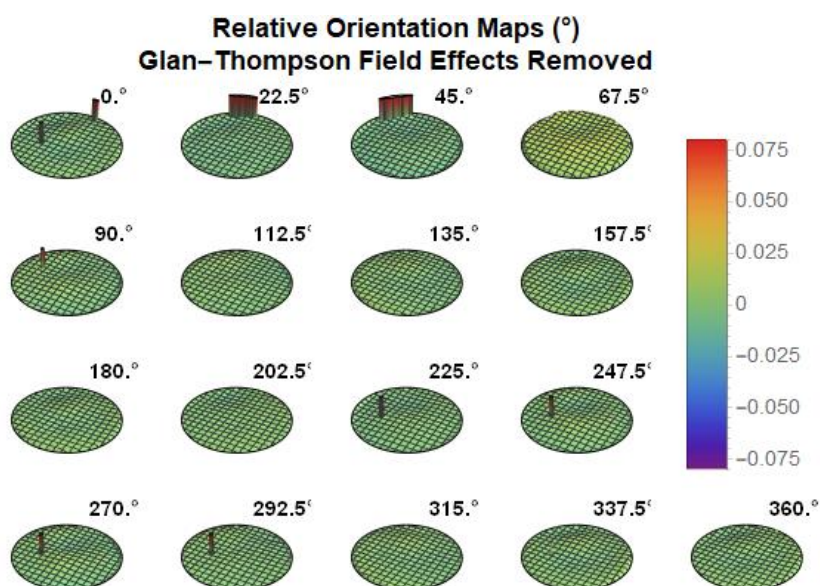 Relative Orientation Maps (°)
Glan–Thompson Field Effects Removed
0.° 22.5° 45.° 67.5°
0.075
0.050
0.025
0
−0.025
−0.050
−0.075
90.° 112.5° 135.° 157.5°
180.° 202.5° 225.° 247.5°
270.° 292.5° 315.° 337.5° 360.°